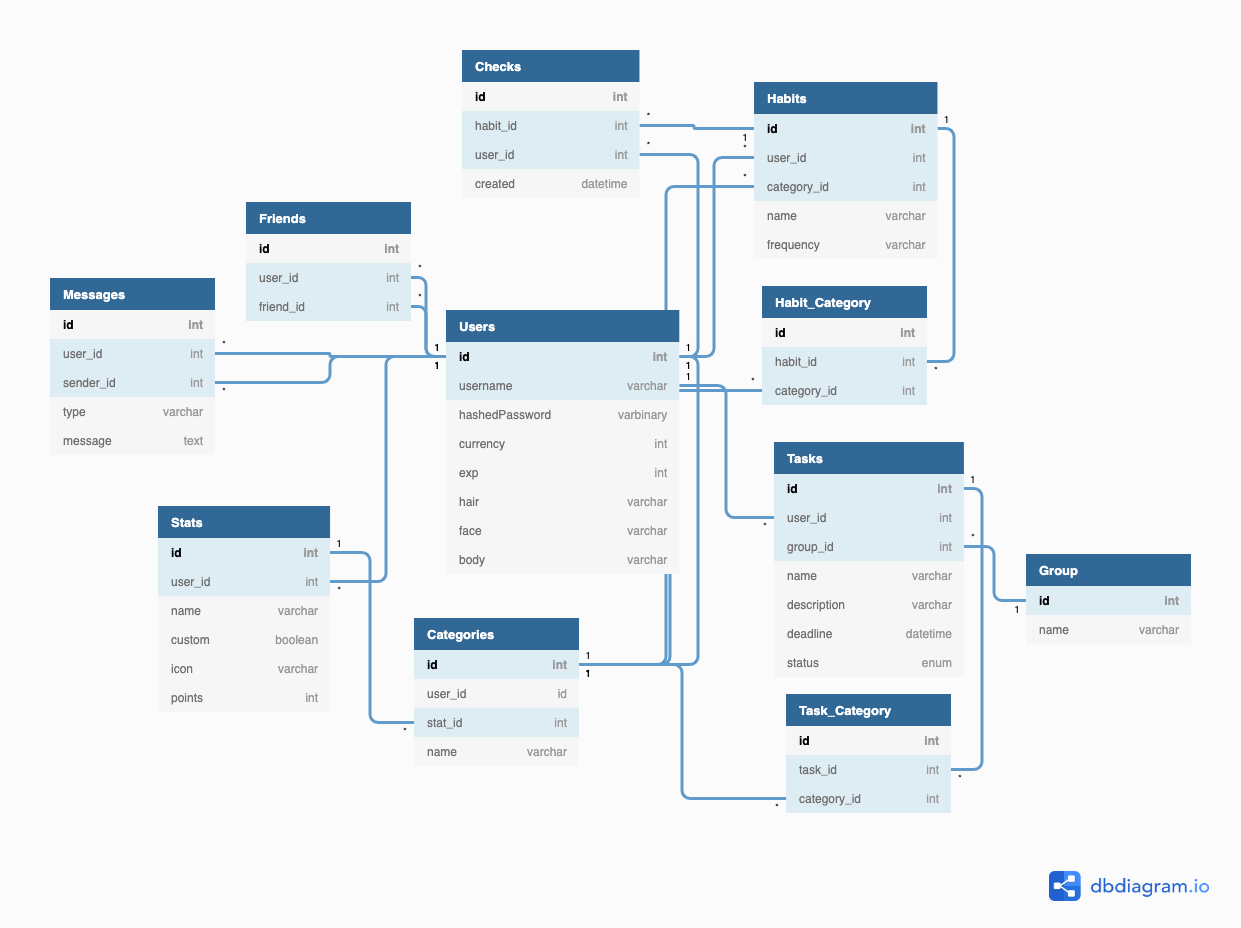 Checks
id int
habit_id int
user_id int
created datetime
*
*
Habits
id int
user_id int
category_id int
name varchar
frequency varchar
1
1
*
*
Friends
id int
user_id int
friend_id int
*
*
Messages
id int
user_id int
sender_id int
type varchar
message text
*
*
Users
id int
username varchar
hashedPassword varbinary
currency int
exp int
hair varchar
face varchar
body varchar
1
1
1
1
1
Habit_Category
id int
habit_id int
category_id int
*
*
Tasks
id int
user_id int
group_id int
name varchar
description varchar
deadline datetime
status enum
1
*
*
Stats
id int
user_id int
name varchar
custom boolean
icon varchar
points int
1
*
Group
id int
name varchar
1
Categories
id int
user_id id
stat_id int
name varchar
1
1
*
Task_Category
id int
task_id int
category_id int
*
*
dbdiagram.io